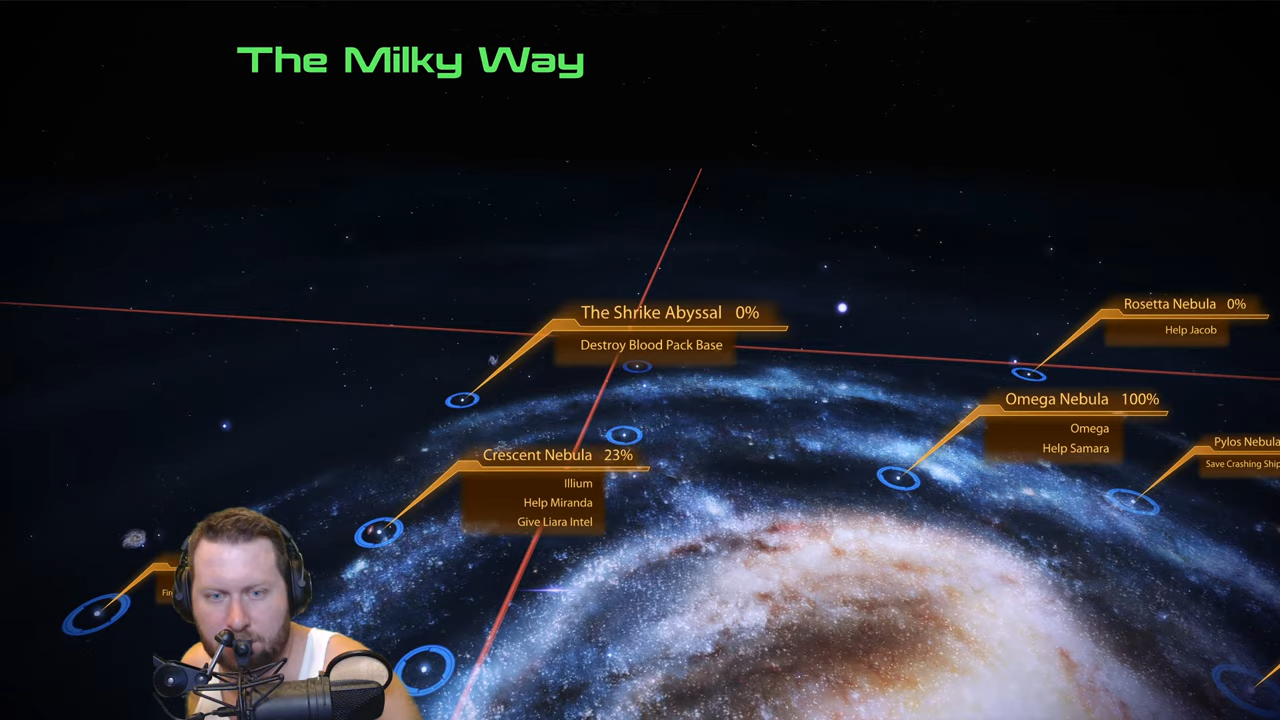 The Milky Way
The Shrike Abyssal 0%
Destroy Blood Pack Base
Rosetta Nebula 0%
Help Jacob
Omega Nebula 100%
Omega
Help Samara
Pylos Nebula
Save Crashing Ship
Crescent Nebula 23%
Illium
Help Miranda
Give Liara Intel